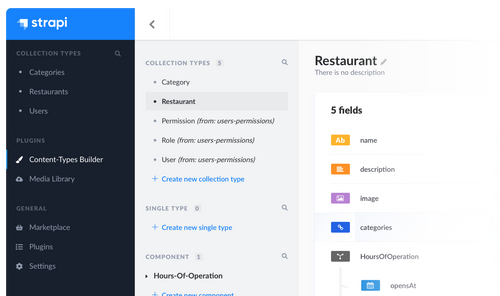 strapi
COLLECTION TYPES
Categories
Restaurants
Users
PLUGINS
Content-Types Builder
Media Library
GENERAL
Marketplace
Plugins
Settings
COLLECTION TYPES 5
Category
Restaurant
Permission (from: users-permissions)
Role (from: users-permissions)
User (from: users-permissions)
+ Create new collection type
SINGLE TYPE 0
+ Create new single type
COMPONENT 1
Hours-Of-Operation
+ Create new component
Restaurant
There is no description
5 fields
Ab name
description
image
categories
HoursOfOperation
opensAt